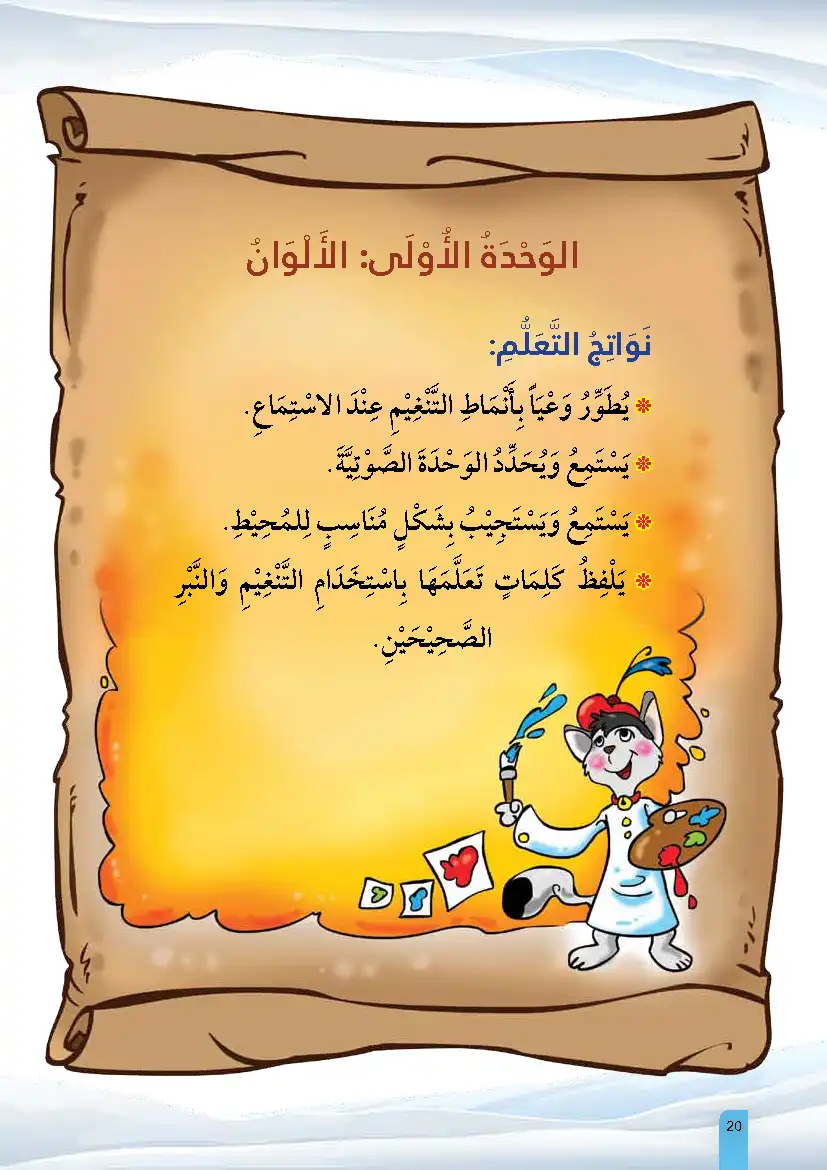 الوَحْدَةُ الأُوْلَى: الأَلْوَانُ
نَوَاتِجُ التَّعَلُّمِ:
يُطَوِّرُ وَعْيَاً بِأَنْمَاطِ التَّنْغِيْمِ عِنْدَ الاسْتِمَاعِ.
يَسْتَمِعُ وَيُحَدِّدُ الوَحْدَةَ الصَّوْتِيَّةَ.
يَسْتَمِعُ وَيَسْتَجِيْبُ بِشَكْلٍ مُنَاسِبٍ لِلمُحِيْطِ.
يَلْفِظُ كَلِمَاتٍ تَعَلَّمَهَا بِاسْتِخْدَامِ التَّنْغِيْمِ وَالنَّبْرِ
الصَّحِيْحَيْنِ.
20